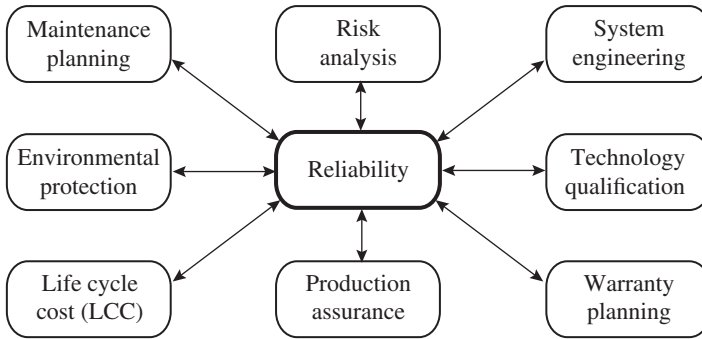 Maintenance
planning
Risk
analysis
System
engineering
Environmental
protection
Reliability
Technology
qualification
Life cycle
cost (LCC)
Production
assurance
Warranty
planning